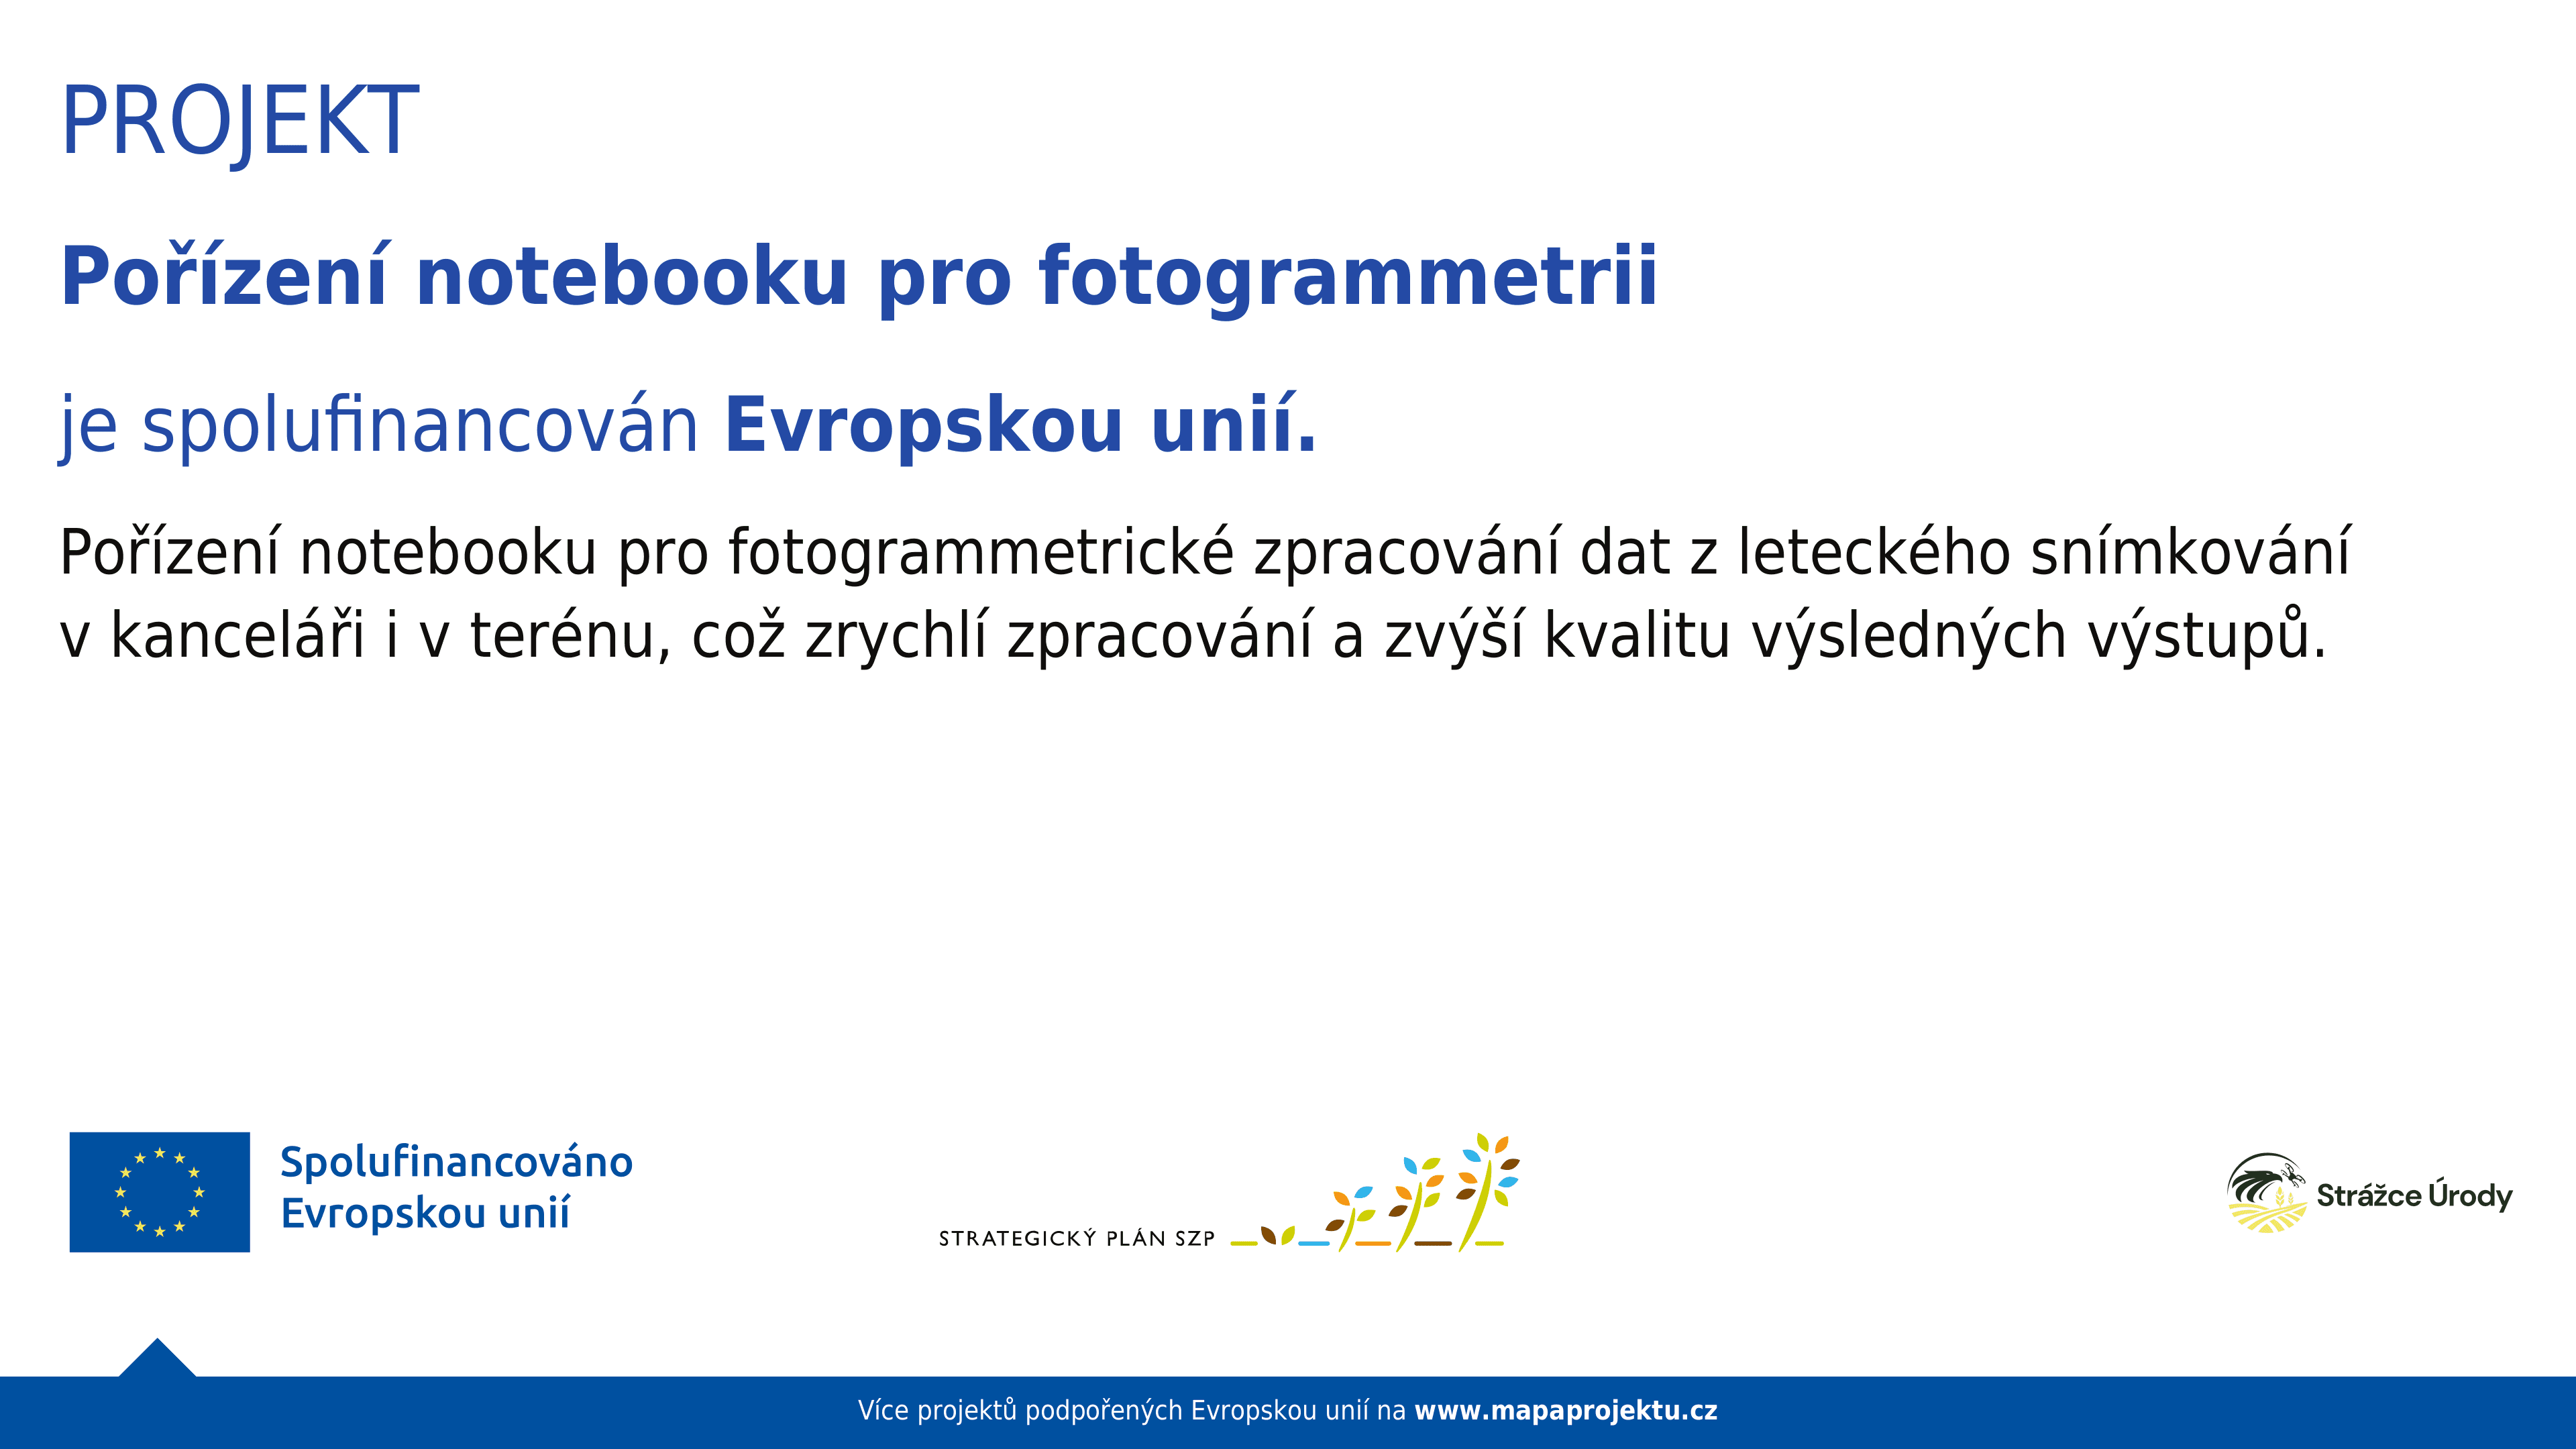 PROJEKT
Pořízení notebooku pro fotogrammetrii
je spolufinancován Evropskou unií.
Pořízení notebooku pro fotogrammetrické zpracování dat z leteckého snímkování
v kanceláři i v terénu, což zrychlí zpracování a zvýší kvalitu výsledných výstupů.
Spolufinancováno
Evropskou unií
STRATEGICKÝ PLÁN SZP
Strážce Úrody
Více projektů podpořených Evropskou unií na www.mapaprojektu.cz